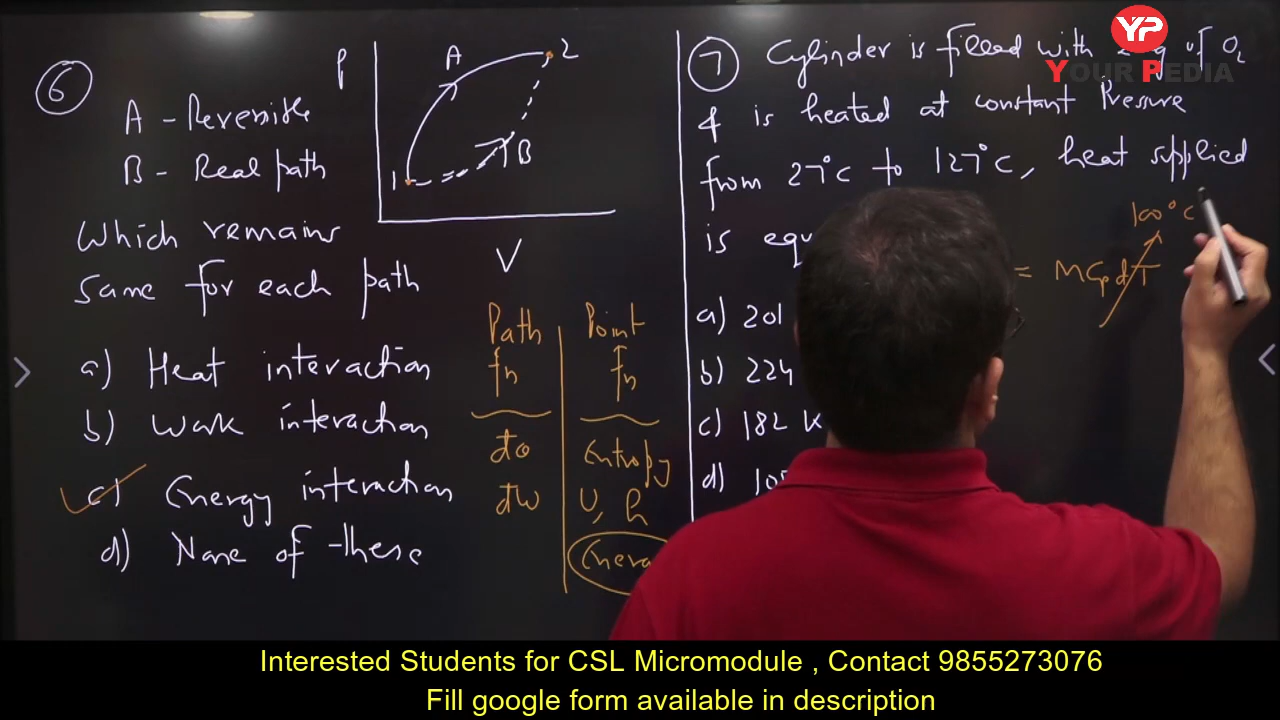 6
A - Reversible
B - Real path
P
A
2
1
B
V
Which remains
same for each path
a) Heat interaction
b) Work interaction
c) Energy interaction
d) None of these
Path
fn
dQ
dW
Point
fn
Entropy
U, h
7 Cylinder is filled with of O2
& is heated at constant Pressure
from 27°c to 127°c, heat supplied
is
= MCpdT
100°C
a) 201
b) 224
c) 182 K
d)
YP
YOUR PEDIA
Interested Students for CSL Micromodule , Contact 9855273076
Fill google form available in description